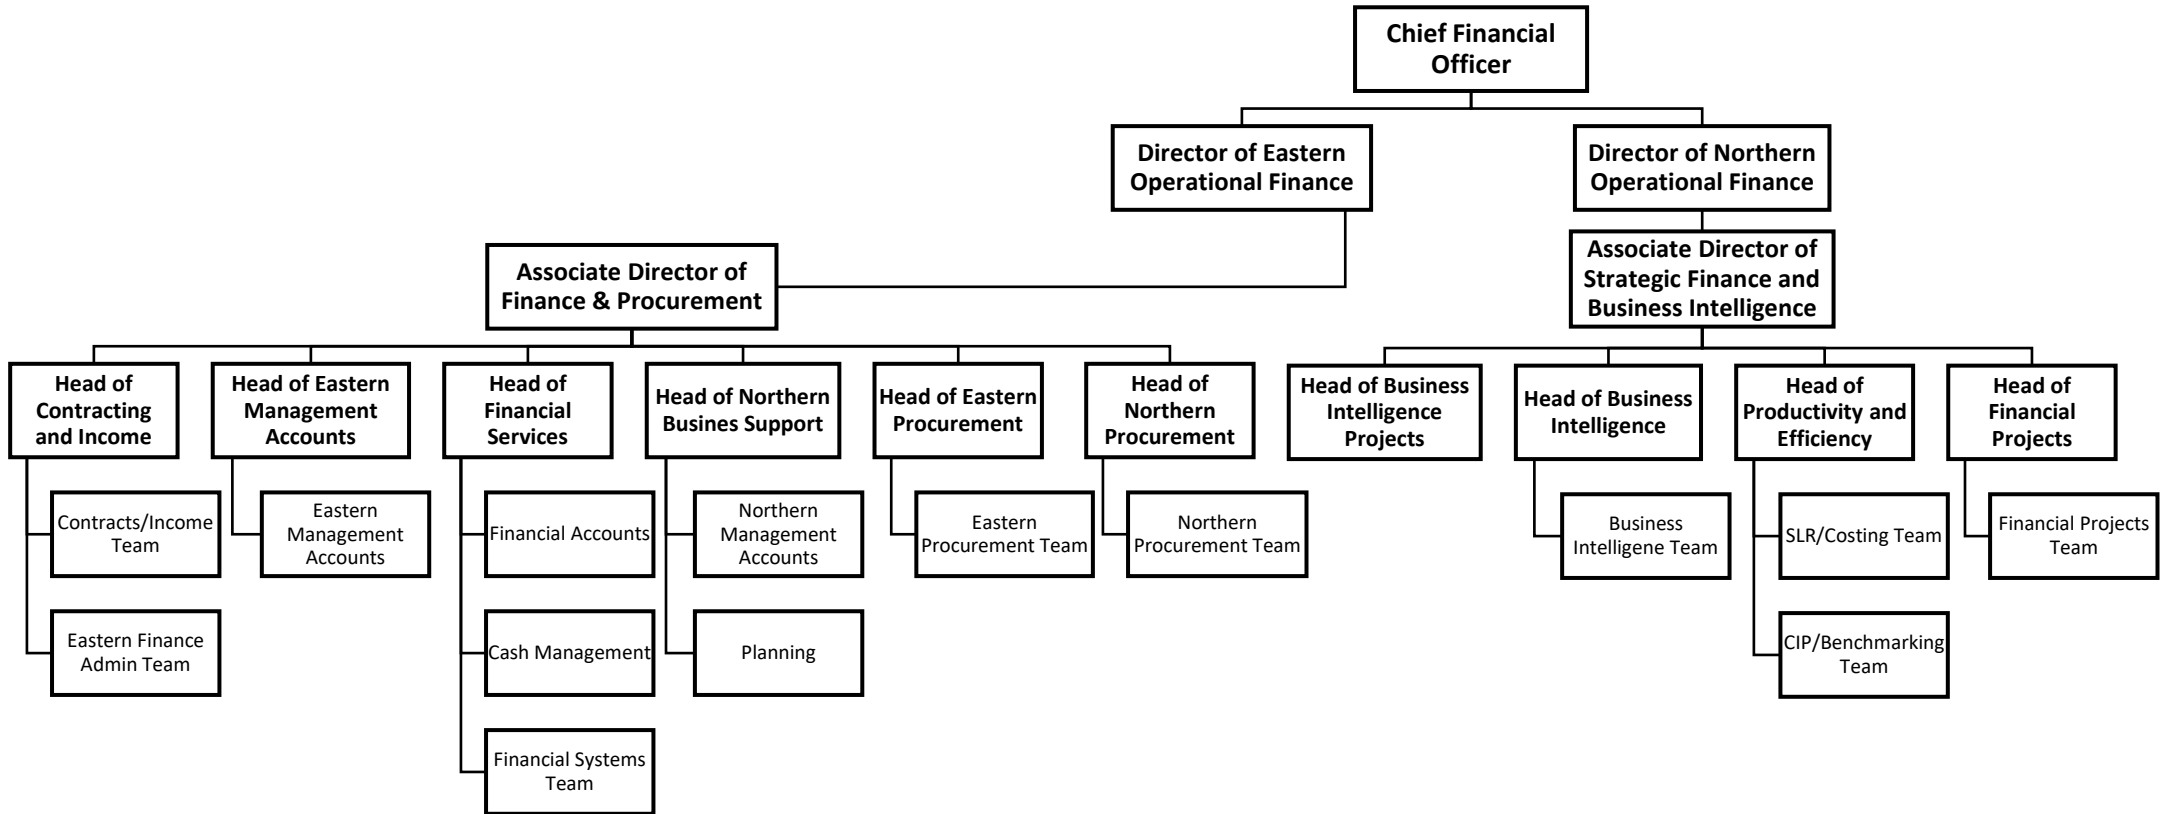 Chief Financial
Officer
Director of Eastern
Operational Finance
Director of Northern
Operational Finance
Associate Director of
Finance & Procurement
Associate Director of
Strategic Finance and
Business Intelligence
Head of
Contracting
and Income
Head of Eastern
Management
Accounts
Head of
Financial
Services
Head of Northern
Busines Support
Head of Eastern
Procurement
Head of
Northern
Procurement
Head of Business
Intelligence
Projects
Head of Business
Intelligence
Head of
Productivity and
Efficiency
Head of
Financial
Projects
Contracts/Income
Team
Eastern
Management
Accounts
Financial Accounts
Northern
Management
Accounts
Eastern
Procurement Team
Northern
Procurement Team
Business
Intelligene Team
SLR/Costing Team
Financial Projects
Team
Eastern Finance
Admin Team
Cash Management
Planning
CIP/Benchmarking
Team
Financial Systems
Team